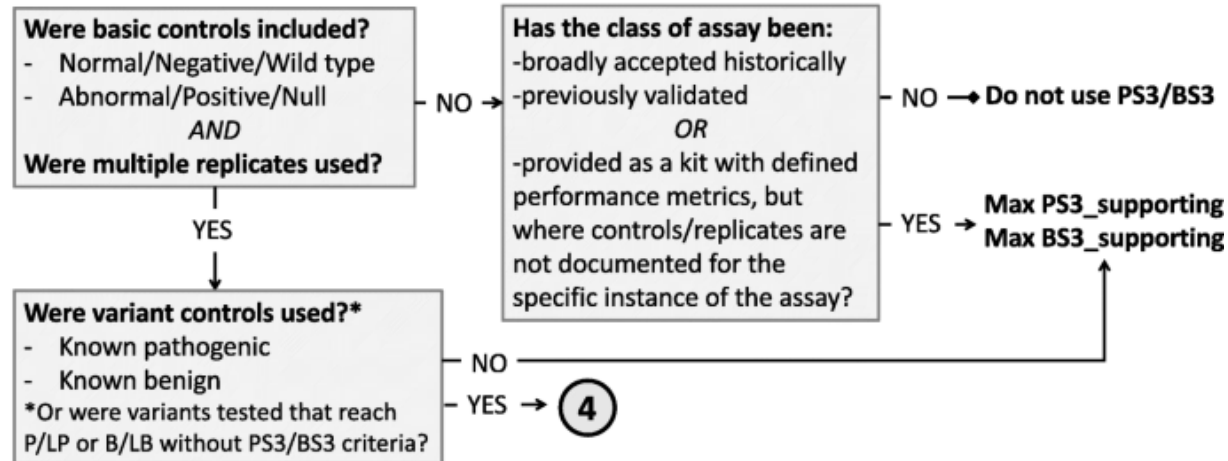 Were basic controls included?
- Normal/Negative/Wild type
- Abnormal/Positive/Null
AND
Were multiple replicates used?
NO
Has the class of assay been:
-broadly accepted historically
-previously validated
OR
-provided as a kit with defined
performance metrics, but
where controls/replicates are
not documented for the
specific instance of the assay?
NO
Do not use PS3/BS3
YES
Max PS3_supporting
Max BS3_supporting
YES
Were variant controls used?*
- Known pathogenic
- Known benign
*Or were variants tested that reach
P/LP or B/LB without PS3/BS3 criteria?
NO
YES
4